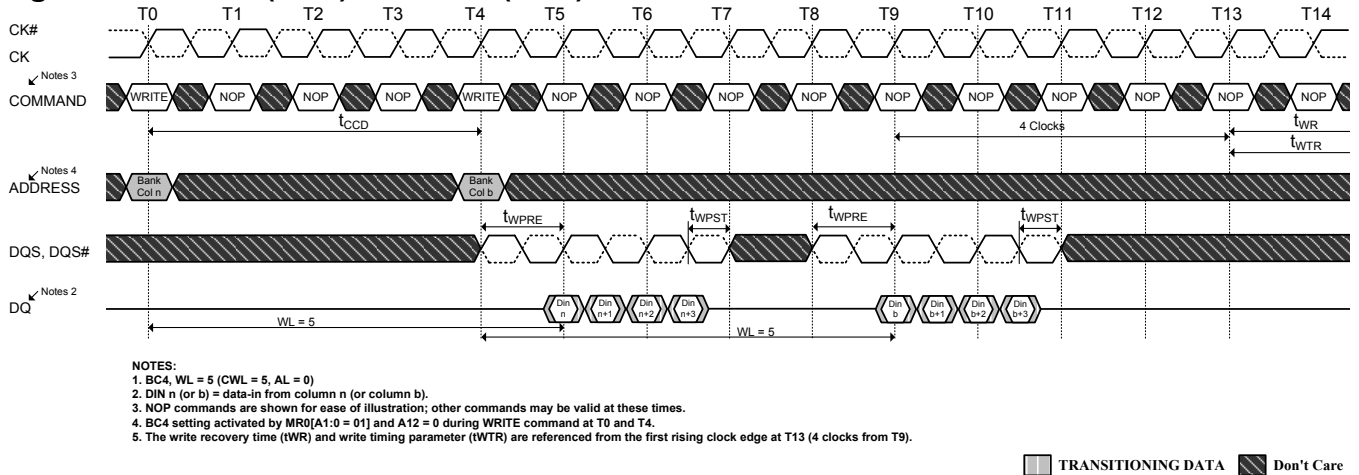 T0 T1 T2 T3 T4 T5 T6 T7 T8 T9 T10 T11 T12 T13 T14
CK#
CK
Notes 3
COMMAND
WRITE NOP NOP NOP WRITE NOP NOP NOP NOP NOP NOP NOP NOP NOP NOP
tCCD
4 Clocks
tWR
tWTR
Notes 4
ADDRESS
Bank Col n
Bank Col b
tWPRE
tWPST
tWPRE
tWPST
DQS, DQS#
Notes 2
DQ
Din n
Din n+1
Din n+2
Din n+3
Din b
Din b+1
Din b+2
Din b+3
WL = 5
WL = 5
NOTES:
1. BC4, WL = 5 (CWL = 5, AL = 0)
2. DIN n (or b) = data-in from column n (or column b).
3. NOP commands are shown for ease of illustration; other commands may be valid at these times.
4. BC4 setting activated by MR0[A1:0 = 01] and A12 = 0 during WRITE command at T0 and T4.
5. The write recovery time (tWR) and write timing parameter (tWTR) are referenced from the first rising clock edge at T13 (4 clocks from T9).
TRANSITIONING DATA
Don't Care